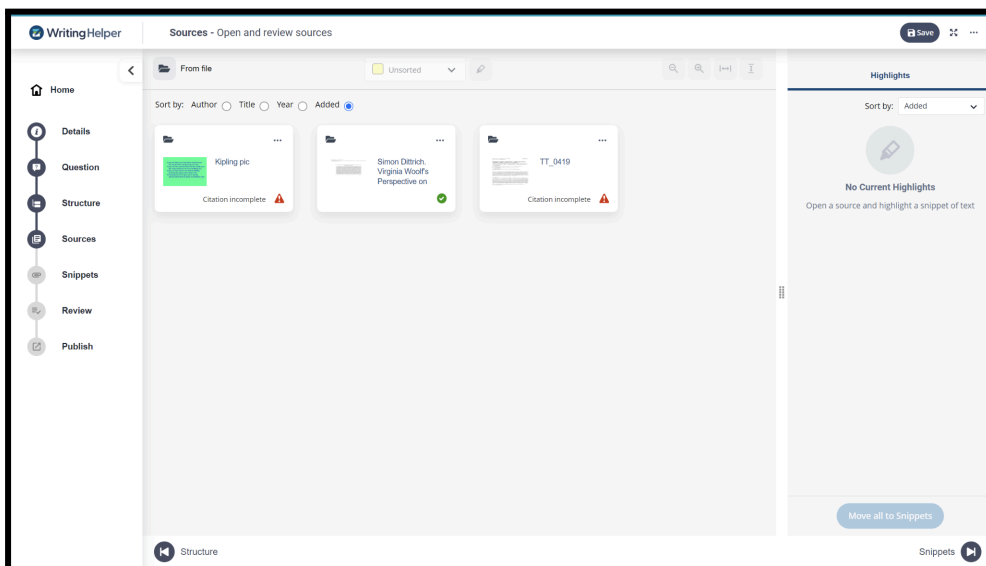 WritingHelper
Sources - Open and review sources
Save
Home
Details
Question
Structure
Sources
Snippets
Review
Publish
From file
Unsorted
Sort by: Author Title Year Added
Kipling pic
Citation incomplete
Simon Dittrich.
Virginia Woolf's
Perspective on
TT_0419
Citation incomplete
Highlights
Sort by: Added
No Current Highlights
Open a source and highlight a snippet of text
Move all to Snippets
Structure
Snippets